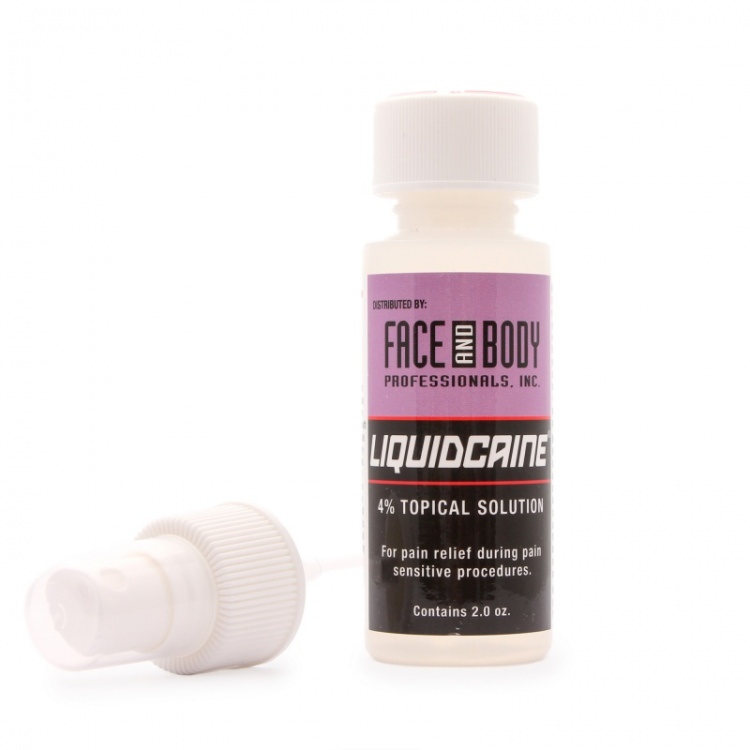 DISTRIBUTED BY:
FACE AND BODY
PROFESSIONALS, INC.
LIQUIDCAINE
4% TOPICAL SOLUTION
For pain relief during pain
sensitive procedures.
Contains 2.0 oz.